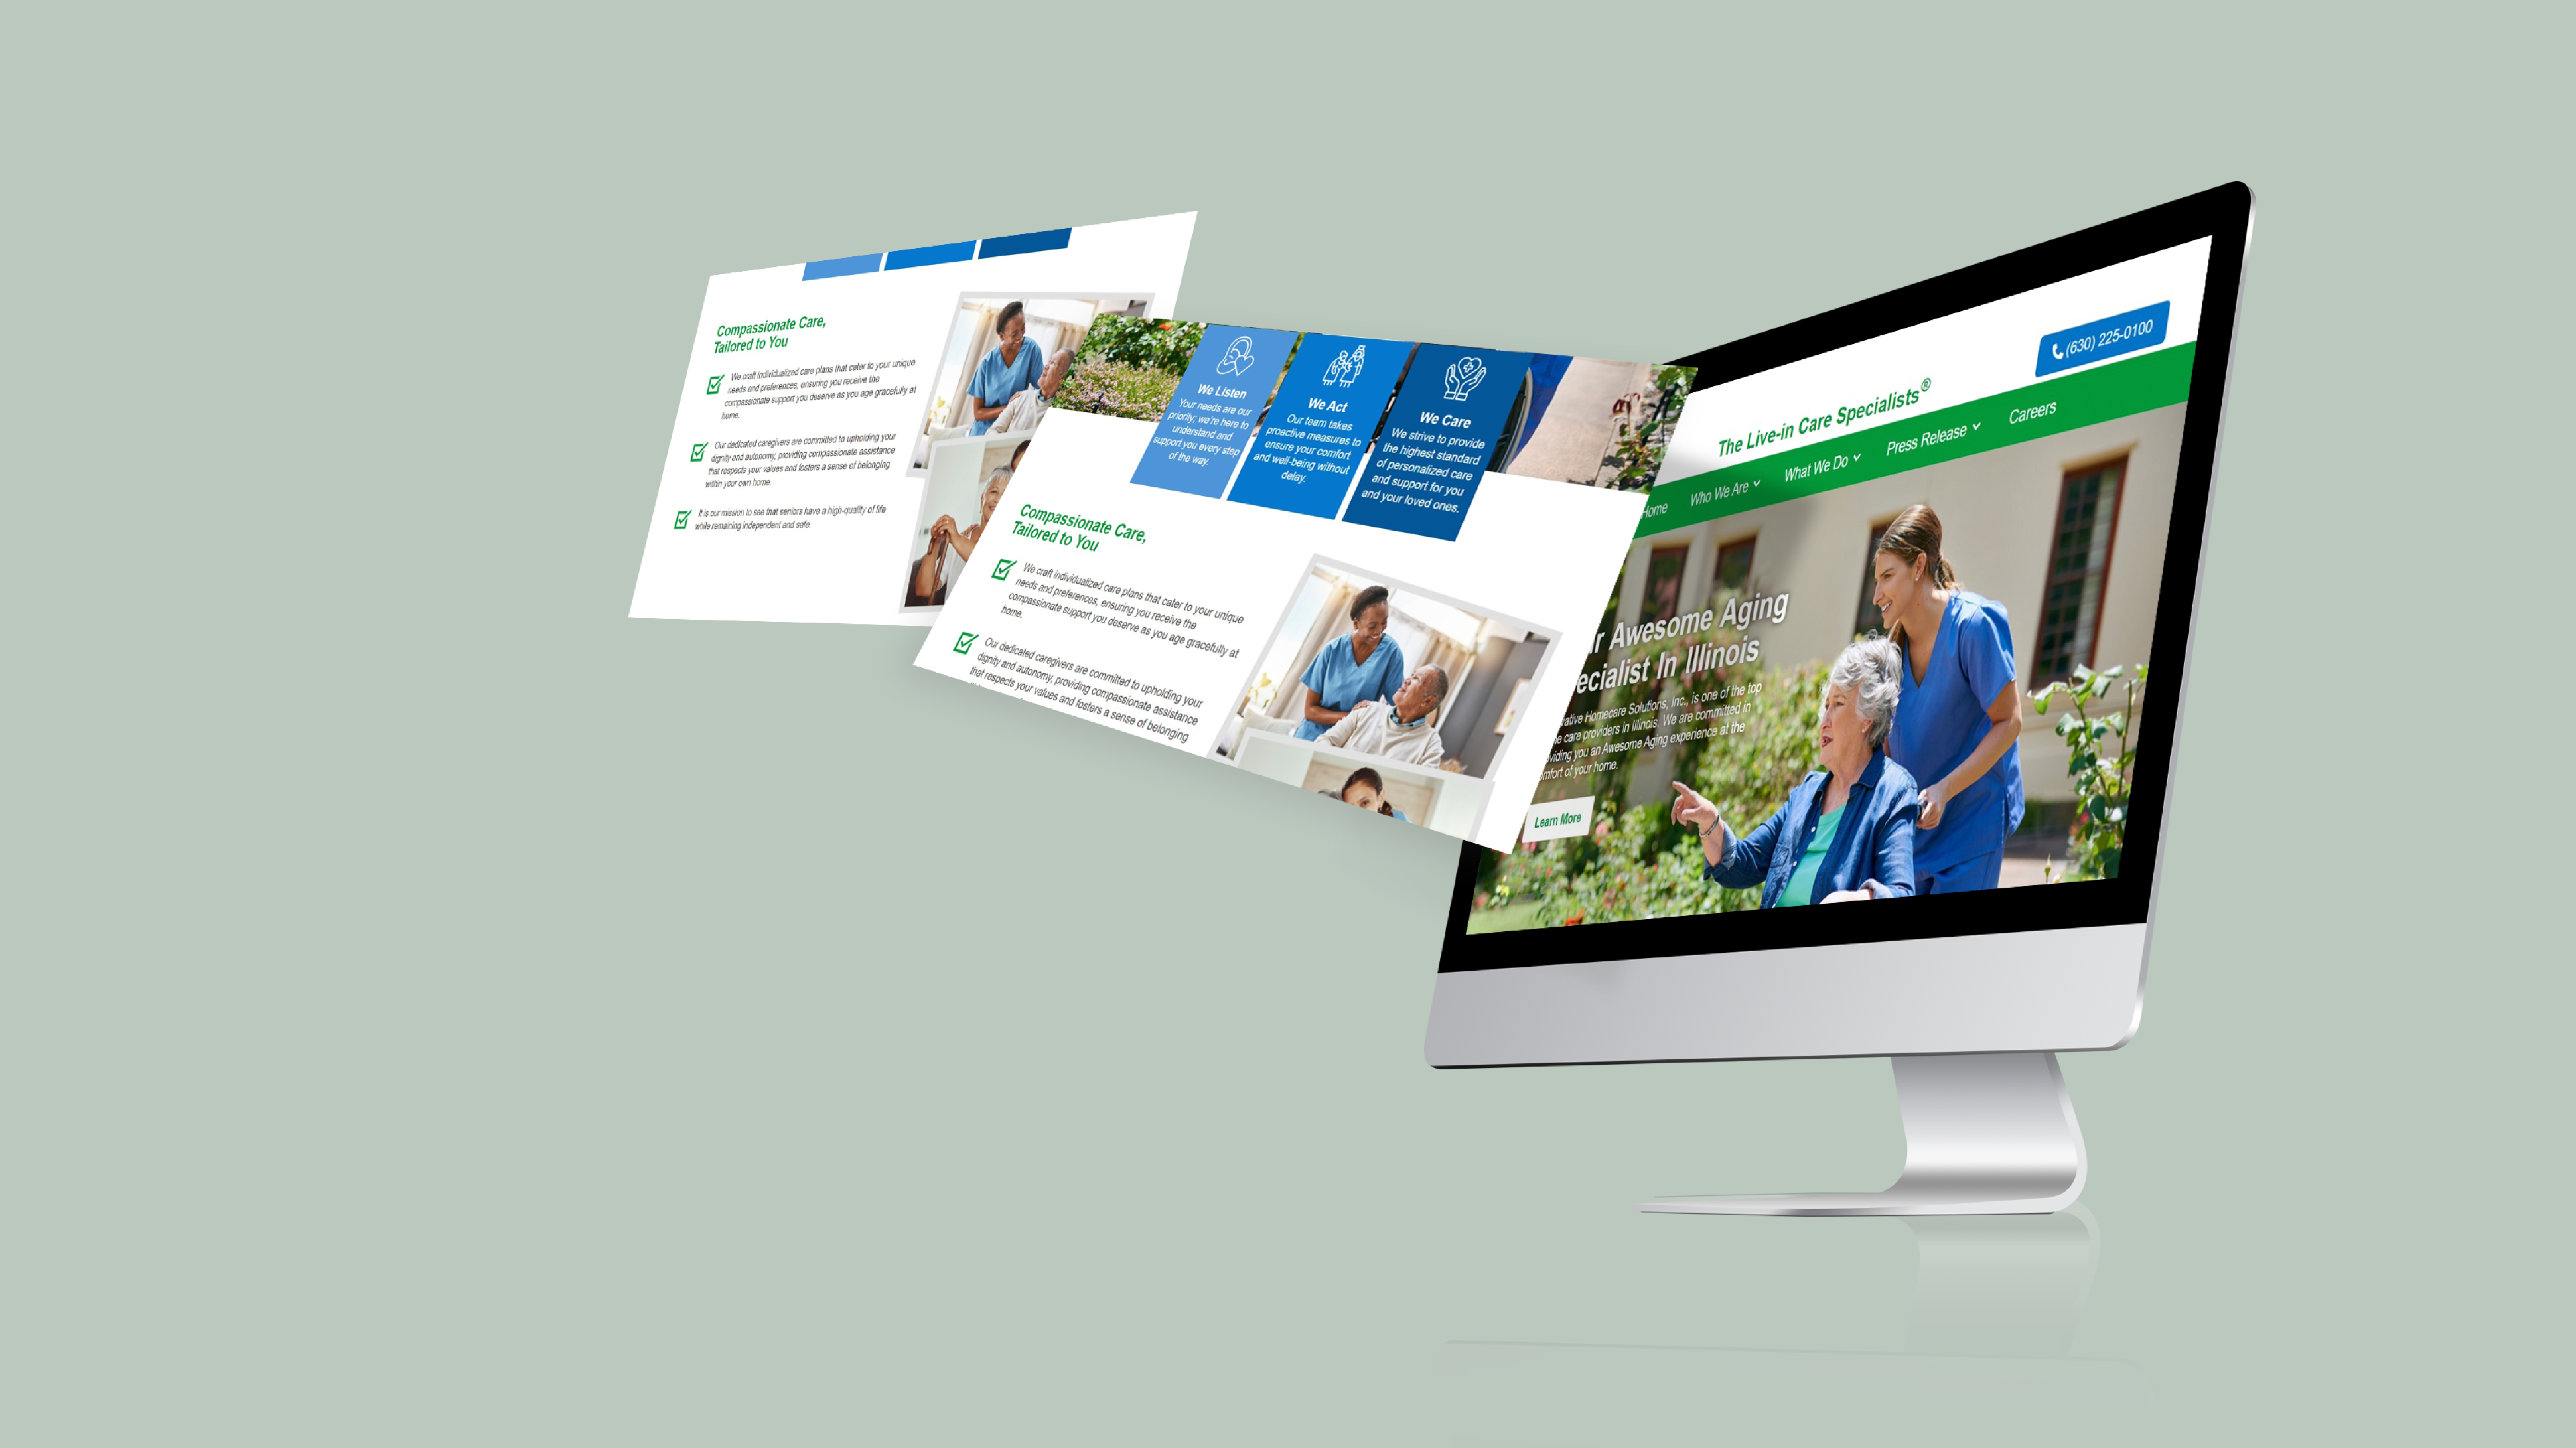 Compassionate Care,
Tailored to You
We craft individualized care plans that cater to your unique
needs and preferences, ensuring you receive the
compassionate support you deserve as you age gracefully at
home.
Our dedicated caregivers are committed to upholding your
dignity and autonomy, providing compassionate assistance
that respects your values and fosters a sense of belonging
within your own home.
It is our mission to see that seniors have a high-quality of life
while remaining independent and safe.
We Listen
Your needs are our
priority; we're here to
understand and
support you every step
of the way.
We Act
Our team takes
proactive measures to
ensure your comfort
and well-being without
delay.
We Care
We strive to provide
the highest standard
of personalized care
and support for you
and your loved ones.
Compassionate Care,
Tailored to You
We craft individualized care plans that cater to your unique
needs and preferences, ensuring you receive the
compassionate support you deserve as you age gracefully at
home.
Our dedicated caregivers are committed to upholding your
dignity and autonomy, providing compassionate assistance
that respects your values and fosters a sense of belonging
(630) 225-0100
The Live-in Care Specialists®
Home Who We Are What We Do Press Release Careers
r Awesome Aging
ecialist In Illinois
rative Homecare Solutions, Inc., is one of the top
e care providers in Illinois. We are committed in
viding you an Awesome Aging experience at the
mfort of your home.
Learn More